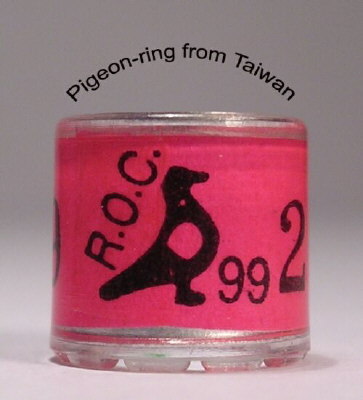 Pigeon-ring from Taiwan
R.O.C.
99 2